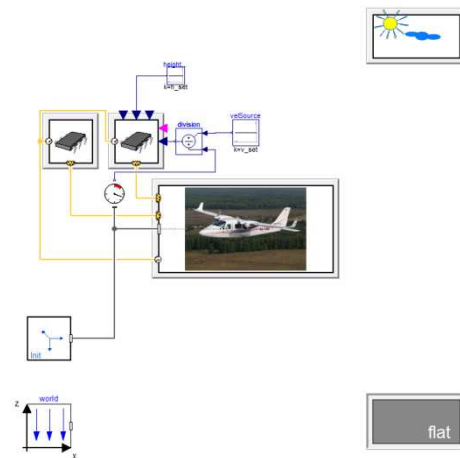 height
k=h_set
division
velSource
k=v_set
Init
world
z
x
flat